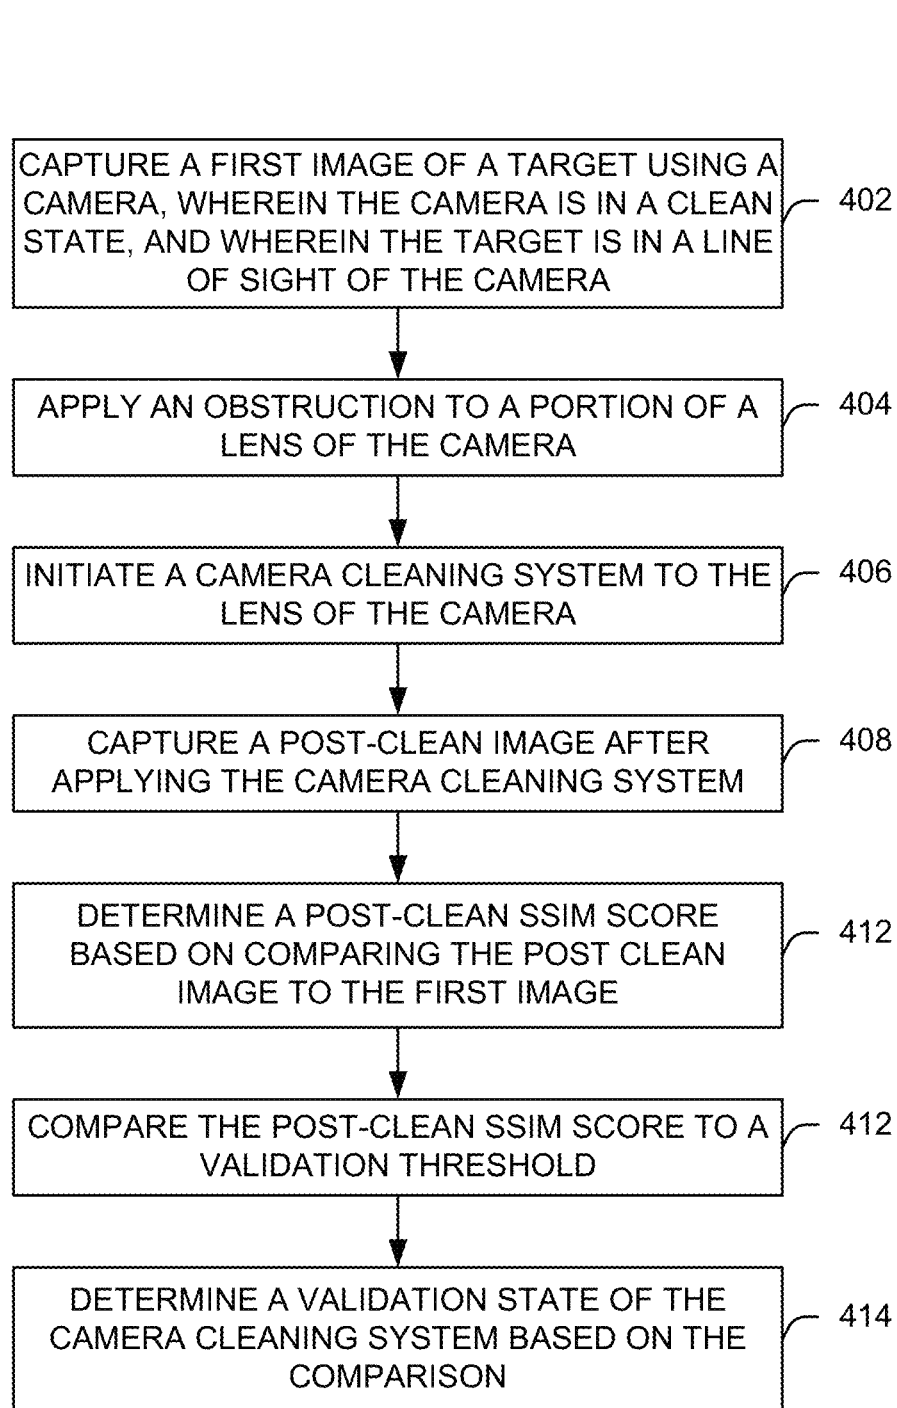 CAPTURE A FIRST IMAGE OF A TARGET USING A
CAMERA, WHEREIN THE CAMERA IS IN A CLEAN
STATE, AND WHEREIN THE TARGET IS IN A LINE
OF SIGHT OF THE CAMERA
402
APPLY AN OBSTRUCTION TO A PORTION OF A
LENS OF THE CAMERA
404
INITIATE A CAMERA CLEANING SYSTEM TO THE
LENS OF THE CAMERA
406
CAPTURE A POST-CLEAN IMAGE AFTER
APPLYING THE CAMERA CLEANING SYSTEM
408
DETERMINE A POST-CLEAN SSIM SCORE
BASED ON COMPARING THE POST CLEAN
IMAGE TO THE FIRST IMAGE
412
COMPARE THE POST-CLEAN SSIM SCORE TO A
VALIDATION THRESHOLD
412
DETERMINE A VALIDATION STATE OF THE
CAMERA CLEANING SYSTEM BASED ON THE
COMPARISON
414